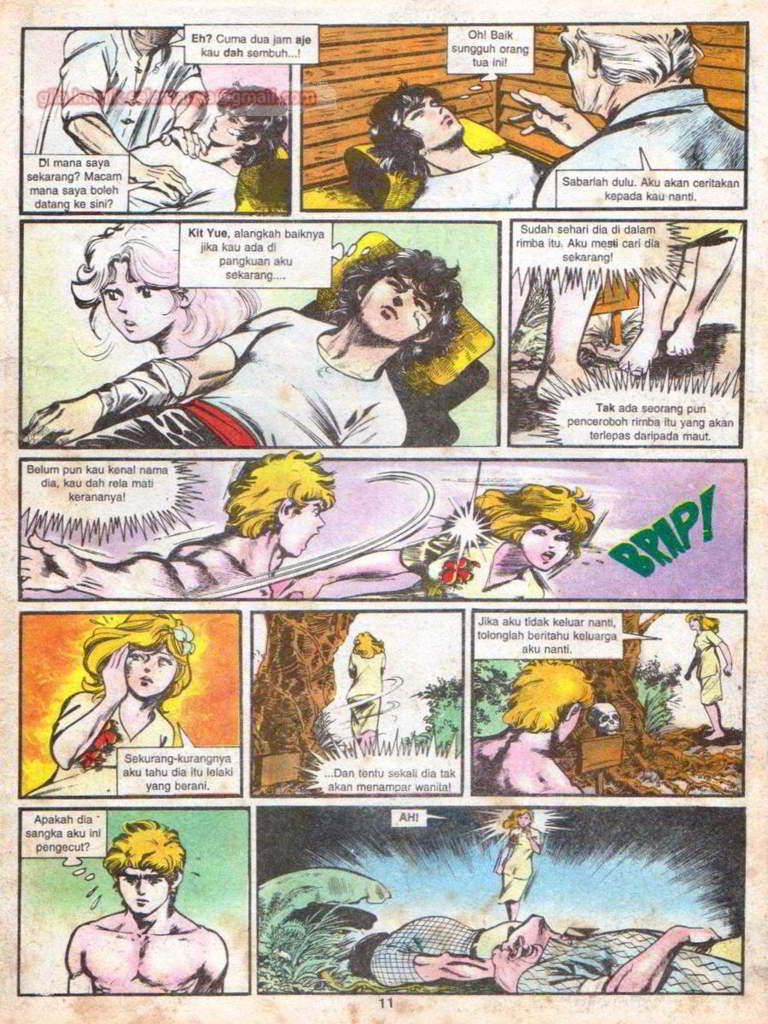 Eh? Cuma dua jam aje
kau dah sembuh...!
Di mana saya
sekarang? Macam
mana saya boleh
datang ke sini?
Oh! Baik
sungguh orang
tua ini!
Sabarlah dulu. Aku akan ceritakan
kepada kau nanti.
Kit Yue, alangkah baiknya
jika kau ada di
pangkuan aku
sekarang....
Sudah sehari dia di dalam
rimba itu. Aku mesti cari dia
sekarang!
Tak ada seorang pun
penceroboh rimba itu yang akan
terlepas daripada maut.
Belum pun kau kenal nama
dia, kau dah rela mati
kerananya!
BRAP!
Sekurang-kurangnya
aku tahu dia itu lelaki
yang berani.
...Dan tentu sekali dia tak
akan menampar wanita!
Jika aku tidak keluar nanti,
tolonglah beritahu keluarga
aku nanti.
Apakah dia
sangka aku ini
pengecut?
AH!
11